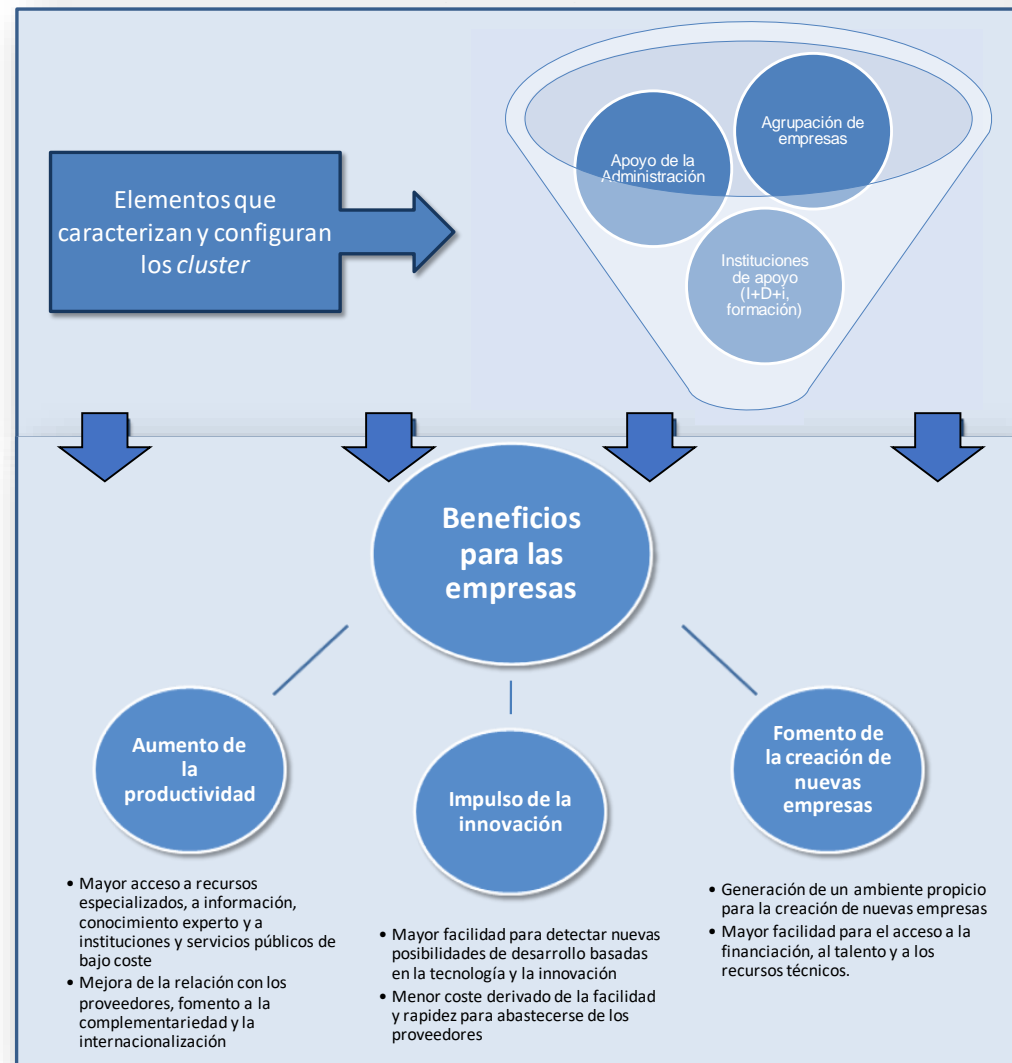 Elementos que
caracterizan y configuran
los cluster
Apoyo de la
Administración
Agrupación de
empresas
Instituciones
de apoyo
(I+D+i,
formación)
Beneficios
para las
empresas
Aumento de
la
productividad
Impulso de la
innovación
Fomento de
la creación de
nuevas
empresas
• Mayor acceso a recursos
especializados, a información,
conocimiento experto y a
instituciones y servicios públicos de
bajo coste
• Mejora de la relación con los
proveedores, fomento a la
complementariedad y la
internacionalización
• Mayor facilidad para detectar nuevas
posibilidades de desarrollo basadas
en la tecnología y la innovación
• Menor coste derivado de la facilidad
y rapidez para abastecerse de los
proveedores
• Generación de un ambiente propicio
para la creación de nuevas empresas
• Mayor facilidad para el acceso a la
financiación, al talento y a los
recursos técnicos.